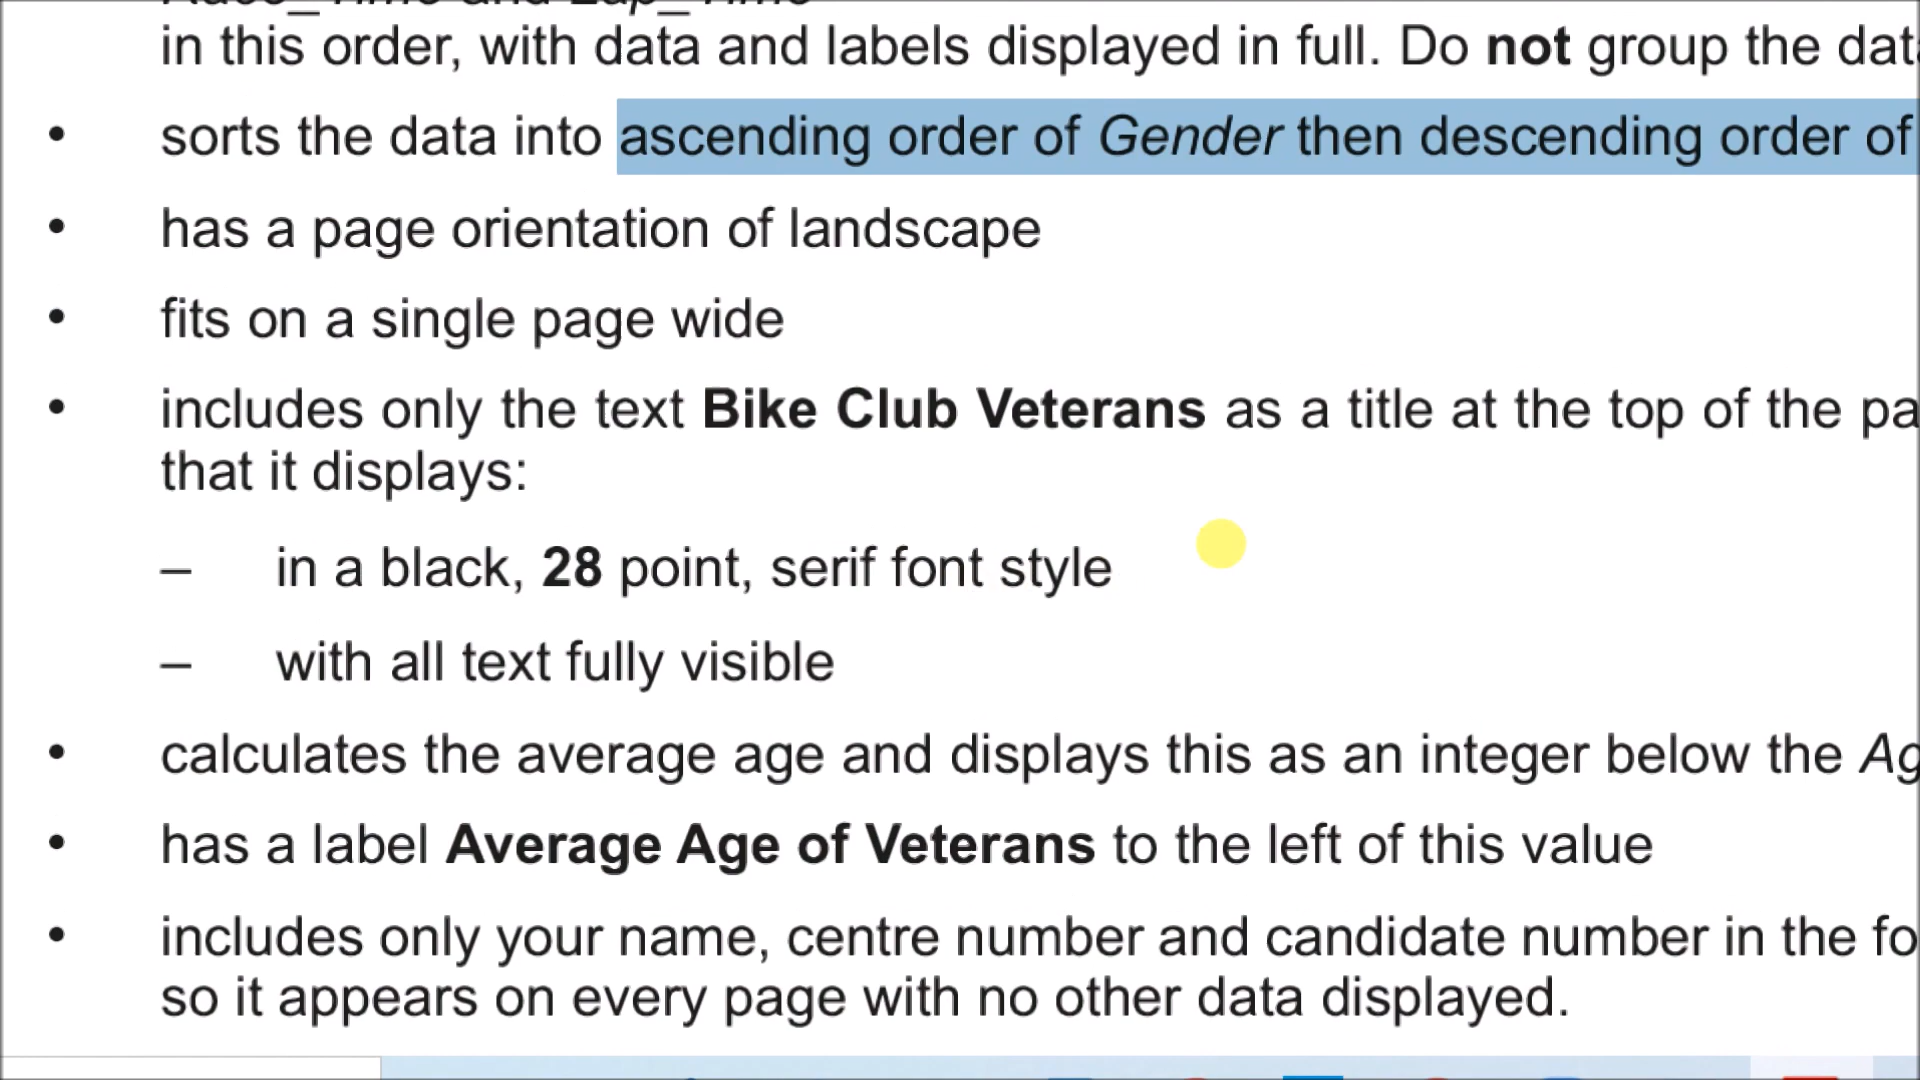 in this order, with data and labels displayed in full. Do not group the
• sorts the data into ascending order of Gender then descending order of
• has a page orientation of landscape
• fits on a single page wide
• includes only the text Bike Club Veterans as a title at the top of the
that it displays:
– in a black, 28 point, serif font style
– with all text fully visible
• calculates the average age and displays this as an integer below the
• has a label Average Age of Veterans to the left of this value
• includes only your name, centre number and candidate number in the
so it appears on every page with no other data displayed.